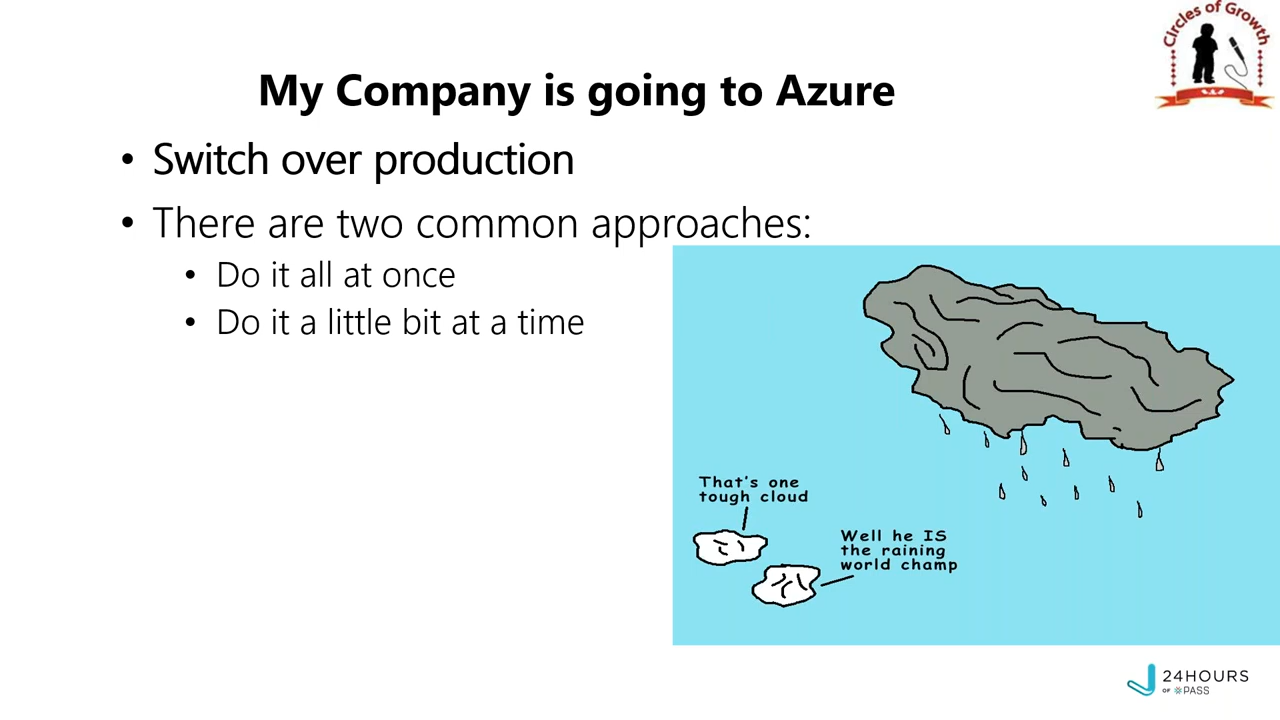 Circles of Growth
My Company is going to Azure
• Switch over production
• There are two common approaches:
• Do it all at once
• Do it a little bit at a time
That's one
tough cloud
Well he IS
the raining
world champ
24HOURS
OF PASS